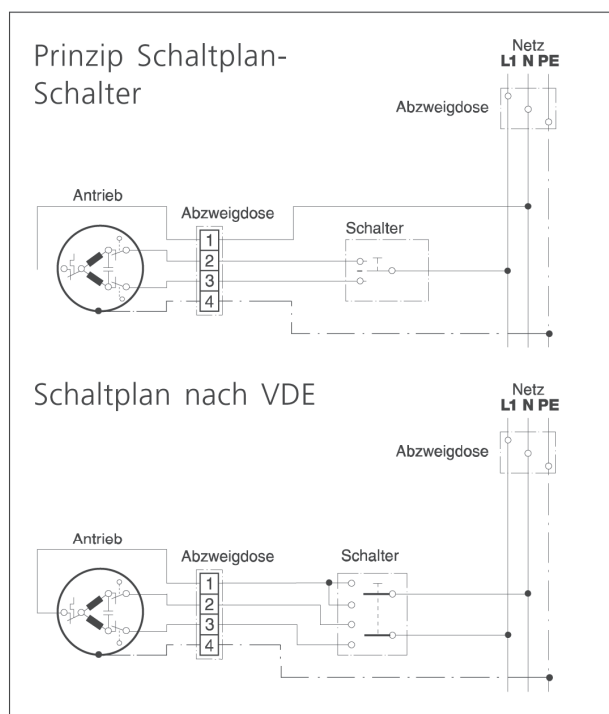 Prinzip Schaltplan-
Schalter
Netz
L1 N PE
Abzweigdose
Antrieb
Abzweigdose
Schalter
1
2
3
4
Schaltplan nach VDE
Netz
L1 N PE
Abzweigdose
Antrieb
Abzweigdose
Schalter
1
2
3
4